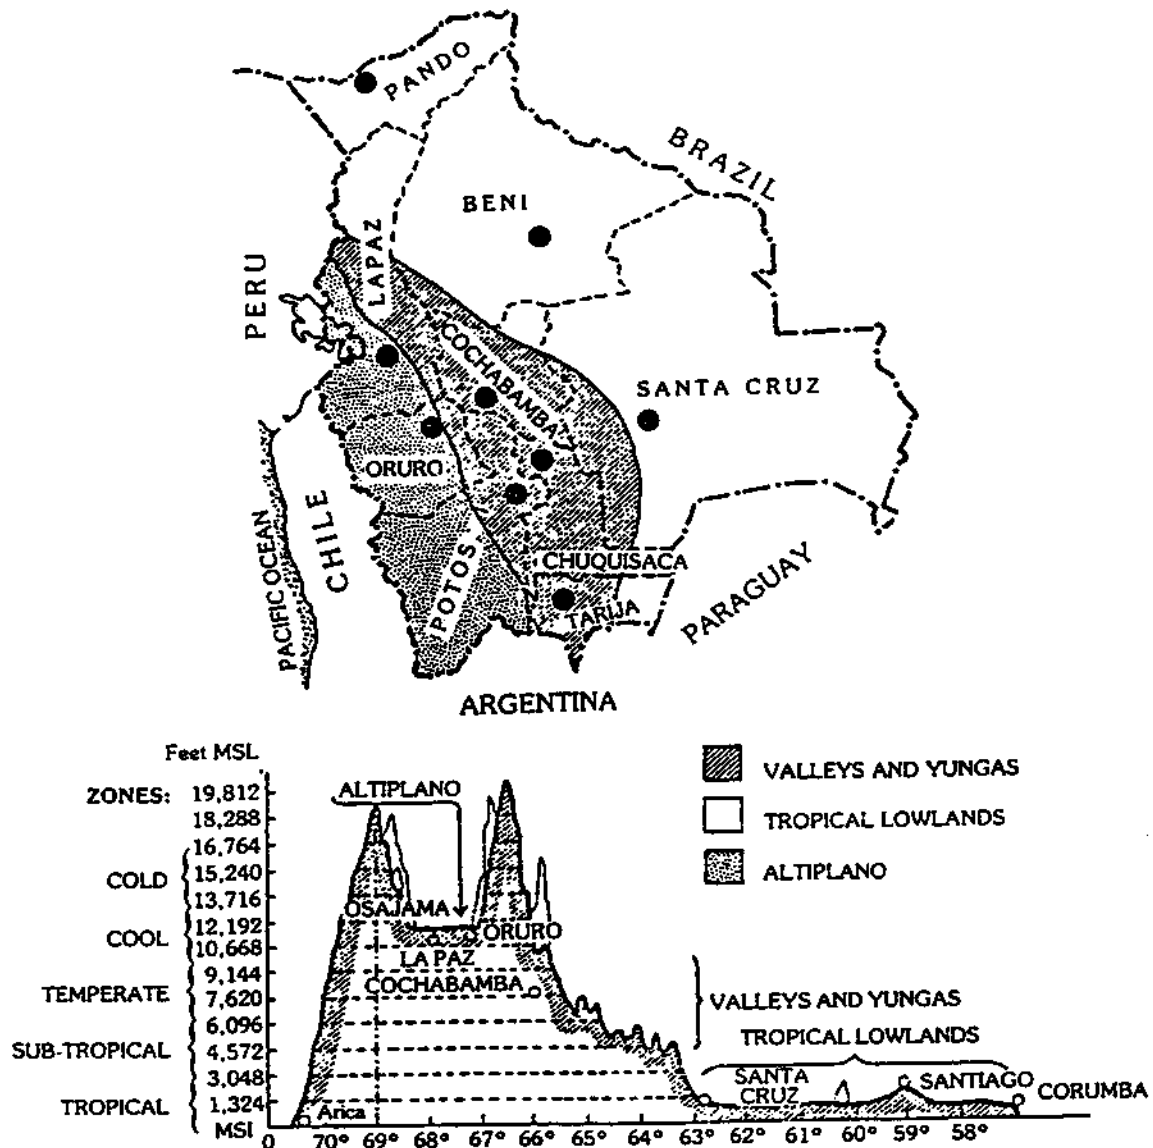 PANDO
BRAZIL
BENI
LAPAZ
PERU
COCHABAMBA
SANTA CRUZ
ORURO
CHILE
PACIFIC OCEAN
POTOS
CHUQUISACA
TARIJA
PARAGUAY
ARGENTINA
Feet MSL
ZONES:
19,812
18,288
16,764
15,240
13,716
12,192
10,668
9,144
7,620
6,096
4,572
3,048
1,324
MSI
COLD
COOL
TEMPERATE
SUB-TROPICAL
TROPICAL
ALTIPLANO
OSAJAMA
ORURO
LA PAZ
COCHABAMBA
Arica
VALLEYS AND YUNGAS
TROPICAL LOWLANDS
ALTIPLANO
VALLEYS AND YUNGAS
TROPICAL LOWLANDS
SANTA
CRUZ
SANTIAGO
CORUMBA
0 70° 69° 68° 67° 66° 65° 64° 63° 62° 61° 60° 59° 58°